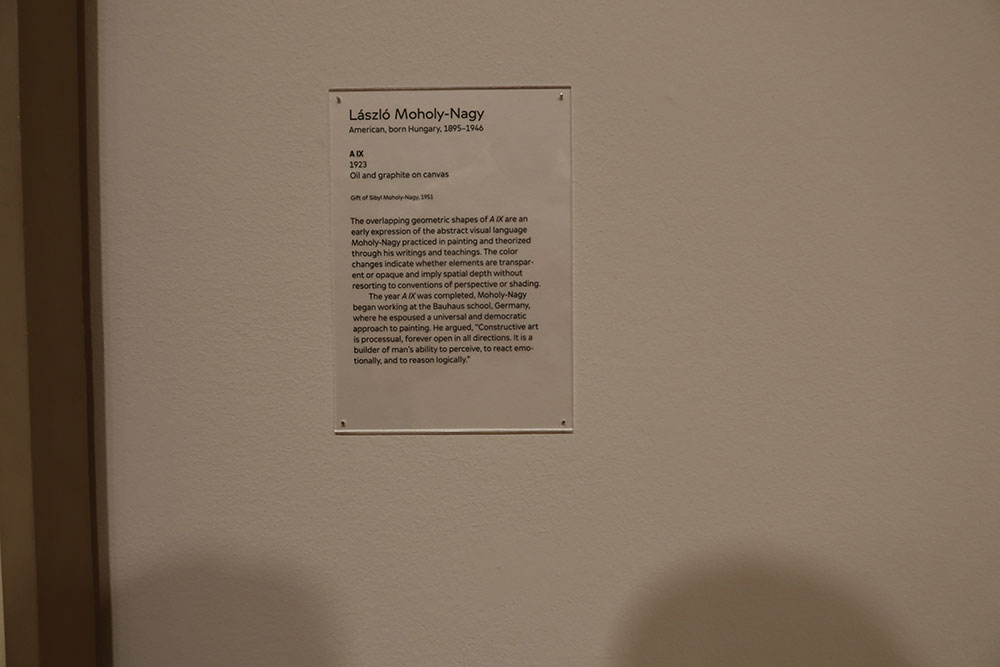 László Moholy-Nagy
American, born Hungary, 1895–1946
A IX
1923
Oil and graphite on canvas
Gift of Sibyl Moholy-Nagy, 1951
The overlapping geometric shapes of A IX are an
early expression of the abstract visual language
Moholy-Nagy practiced in painting and theorized
through his writings and teachings. The color
changes indicate whether elements are transpar-
ent or opaque and imply spatial depth without
resorting to conventions of perspective or shading.
The year A IX was completed, Moholy-Nagy
began working at the Bauhaus school, Germany,
where he espoused a universal and democratic
approach to painting. He argued, "Constructive art
is processual, forever open in all directions. It is a
builder of man's ability to perceive, to react emo-
tionally, and to reason logically."